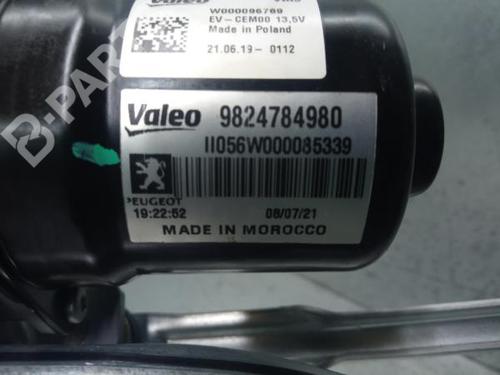 Valeo
W000096769
EV-CEM00 13,5V
Made in Poland
21.06.19-0112
Valeo 9824784980
II056W000085339
PEUGEOT
19:22:52 08/07/21
MADE IN MOROCCO
B-PARTS